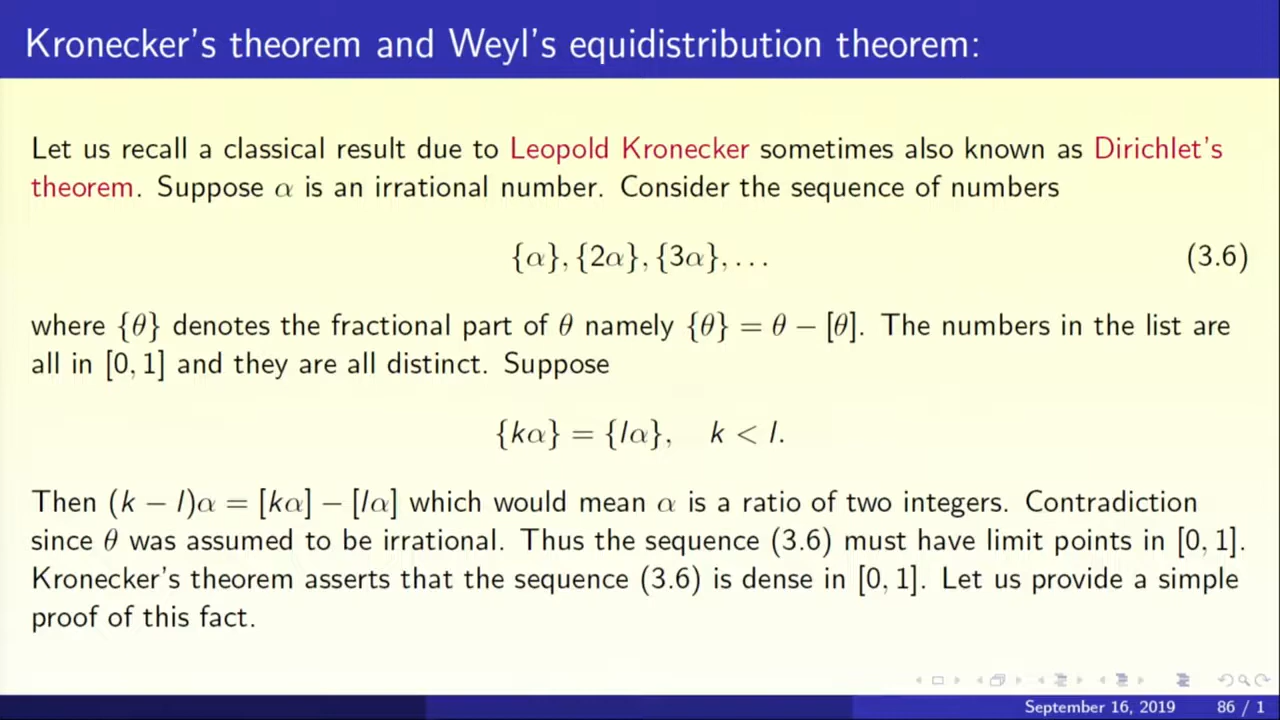 Kronecker's theorem and Weyl's equidistribution theorem:
Let us recall a classical result due to Leopold Kronecker sometimes also known as Dirichlet's
theorem. Suppose α is an irrational number. Consider the sequence of numbers
{α}, {2α}, {3α}, . . . (3.6)
where {θ} denotes the fractional part of θ namely {θ} = θ − [θ]. The numbers in the list are
all in [0, 1] and they are all distinct. Suppose
{kα} = {lα}, k < l.
Then (k − l)α = [kα] − [lα] which would mean α is a ratio of two integers. Contradiction
since θ was assumed to be irrational. Thus the sequence (3.6) must have limit points in [0, 1].
Kronecker's theorem asserts that the sequence (3.6) is dense in [0, 1]. Let us provide a simple
proof of this fact.
September 16, 2019 86 / 1